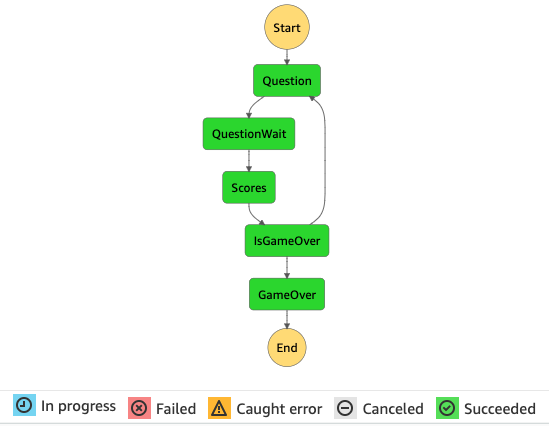 Start
Question
QuestionWait
Scores
IsGameOver
GameOver
End
In progress Failed Caught error Canceled Succeeded